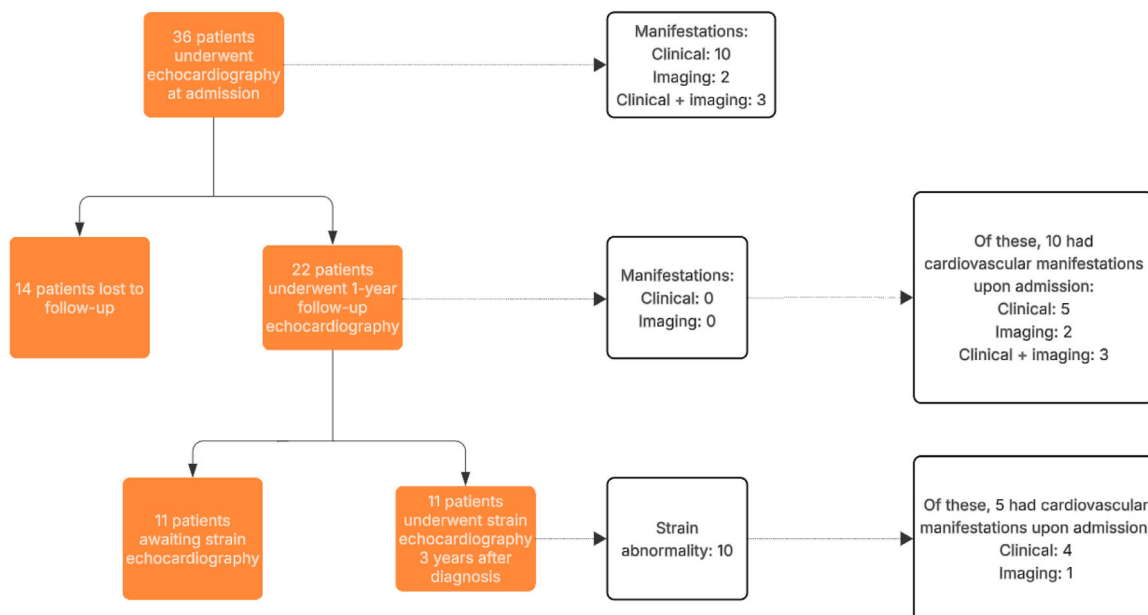 36 patients
underwent
echocardiography
at admission
Manifestations:
Clinical: 10
Imaging: 2
Clinical + imaging: 3
14 patients lost to
follow-up
22 patients
underwent 1-year
follow-up
echocardiography
Manifestations:
Clinical: 0
Imaging: 0
Of these, 10 had
cardiovascular manifestations
upon admission:
Clinical: 5
Imaging: 2
Clinical + imaging: 3
11 patients
awaiting strain
echocardiography
11 patients
underwent strain
echocardiography
3 years after
diagnosis
Strain
abnormality: 10
Of these, 5 had cardiovascular
manifestations upon admission
Clinical: 4
Imaging: 1